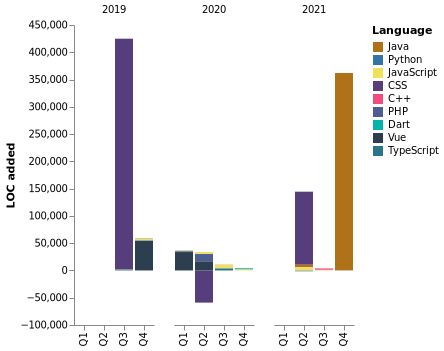 2019 2020 2021
LOC added
450,000
400,000
350,000
300,000
250,000
200,000
150,000
100,000
50,000
0
−50,000
−100,000
Q1 Q2 Q3 Q4 Q1 Q2 Q3 Q4 Q1 Q2 Q3 Q4
Language
Java
Python
JavaScript
CSS
C++
PHP
Dart
Vue
TypeScript